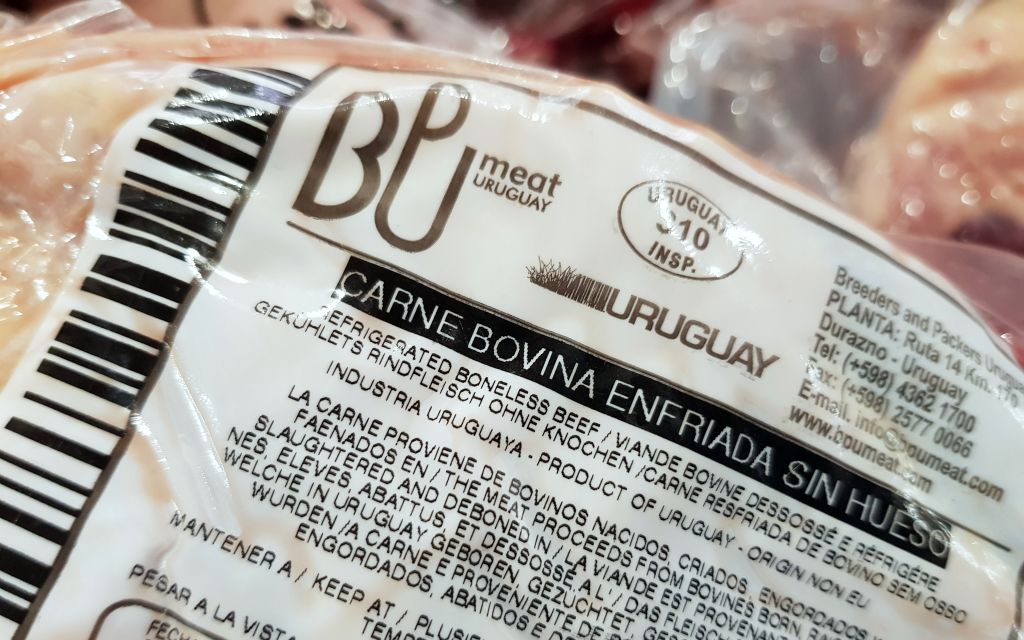 BPU
meat
URUGUAY
URUGUAY
310
INSP.
URUGUAY
Breeders and Packers
PLANTA: Ruta 14 Km.
Durazno - Uruguay
Tel: (+598) 4362 1700
Fax: (+598) 2577 0066
E-mail. info@bpumeat.com
www.bpumeat.com
CARNE BOVINA ENFRIADA SIN HUESO
REFRIGERATED BONELESS BEEF / VIANDE BOVINE DESSOSSÉ E RÉFRIGÉRE
GEKÜHLETS RINDFLEISCH OHNE KNOCHEN /CARNE RESFRIADA DE BOVINO SEM OSSO
INDUSTRIA URUGUAYA - PRODUCT OF URUGUAY - ORIGIN NON EU
LA CARNE PROVIENE DE BOVINOS NACIDOS, CRIADOS, ENGORDADOS,
FAENADOS EN / THE MEAT PROCEEDS FROM BOVINES BORN
SLAUGHTERED AND DEBONED IN / LA VIANDE EST PROVENANT
NES, ELEVES, ABATTUS, ET DESSOSSÉ A L' / DAS FLEISCH
WELCHE IN URUGUAY GEBOREN, GEZÜCHTET,
WURDEN /A CARNE E PROVENIENTE DE
ENGORDADOS, ABATIDOS E
MANTENER A / KEEP AT /
PESAR A LA VISTA